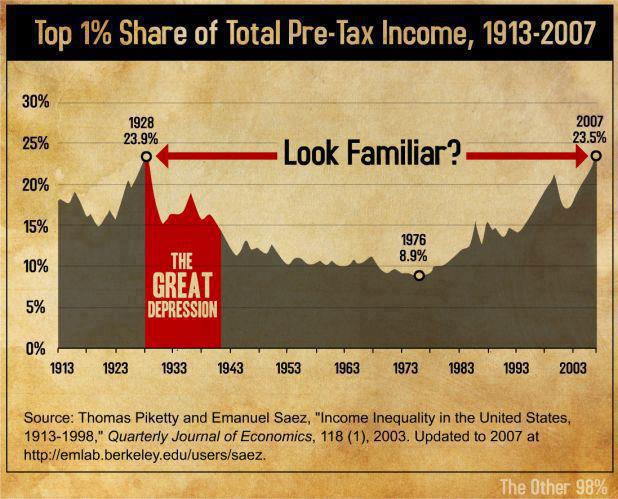 Top 1% Share of Total Pre-Tax Income, 1913-2007
30%
25%
20%
15%
10%
5%
0%
1928
23.9%
Look Familiar?
2007
23.5%
1976
8.9%
THE
GREAT
DEPRESSION
1913 1923 1933 1943 1953 1963 1973 1983 1993 2003
Source: Thomas Piketty and Emanuel Saez, "Income Inequality in the United States,
1913-1998," Quarterly Journal of Economics, 118 (1), 2003. Updated to 2007 at
http://emlab.berkeley.edu/users/saez.
The Other 98%